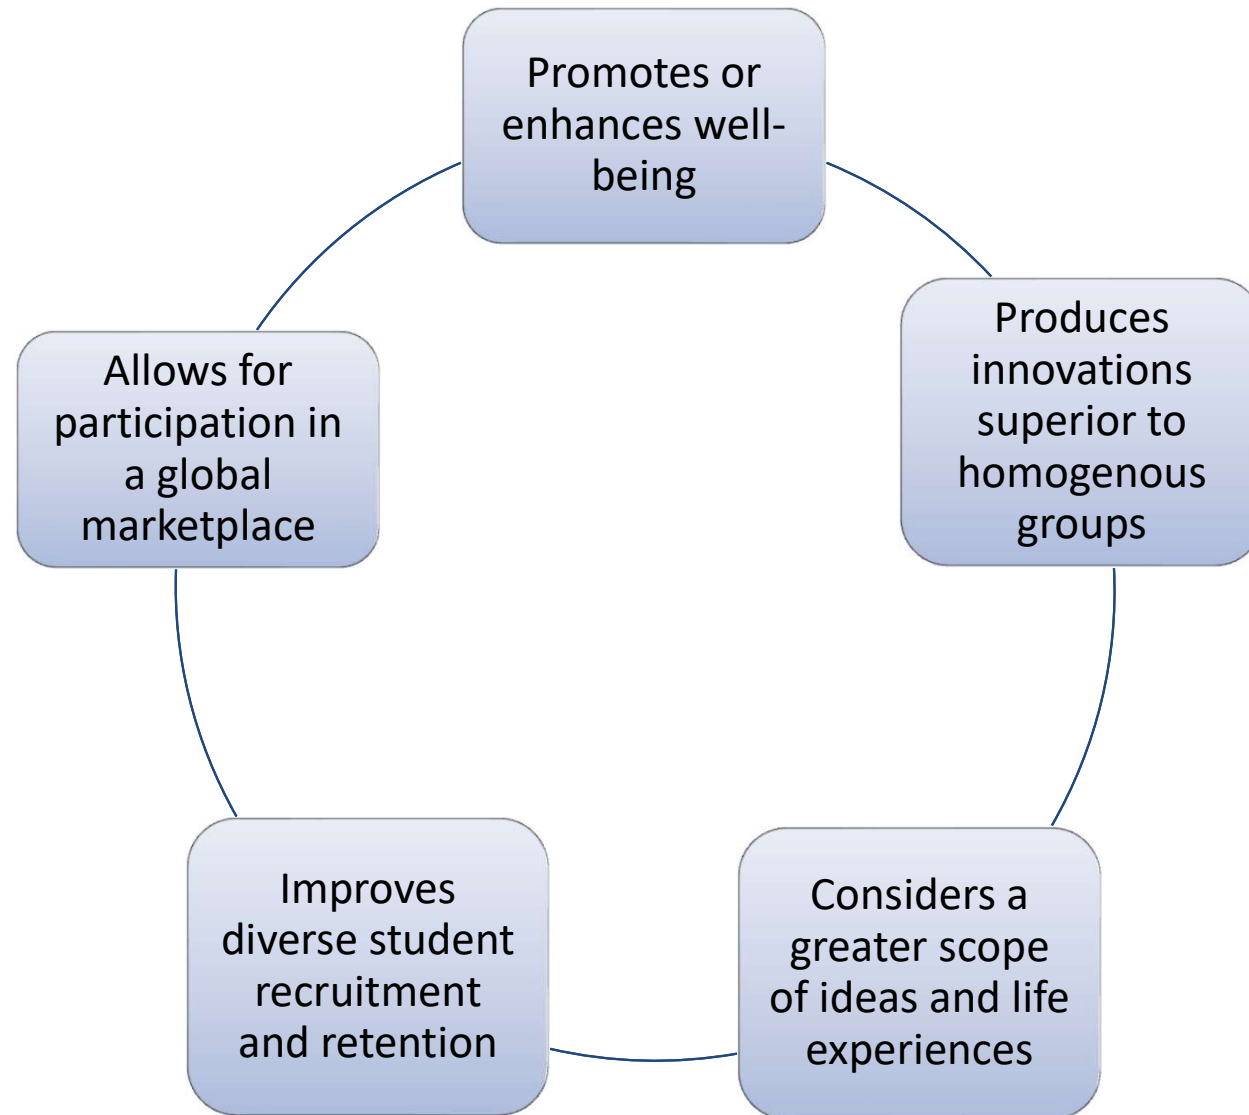 Promotes or
enhances well-
being
Produces
innovations
superior to
homogenous
groups
Considers a
greater scope
of ideas and life
experiences
Improves
diverse student
recruitment
and retention
Allows for
participation in
a global
marketplace